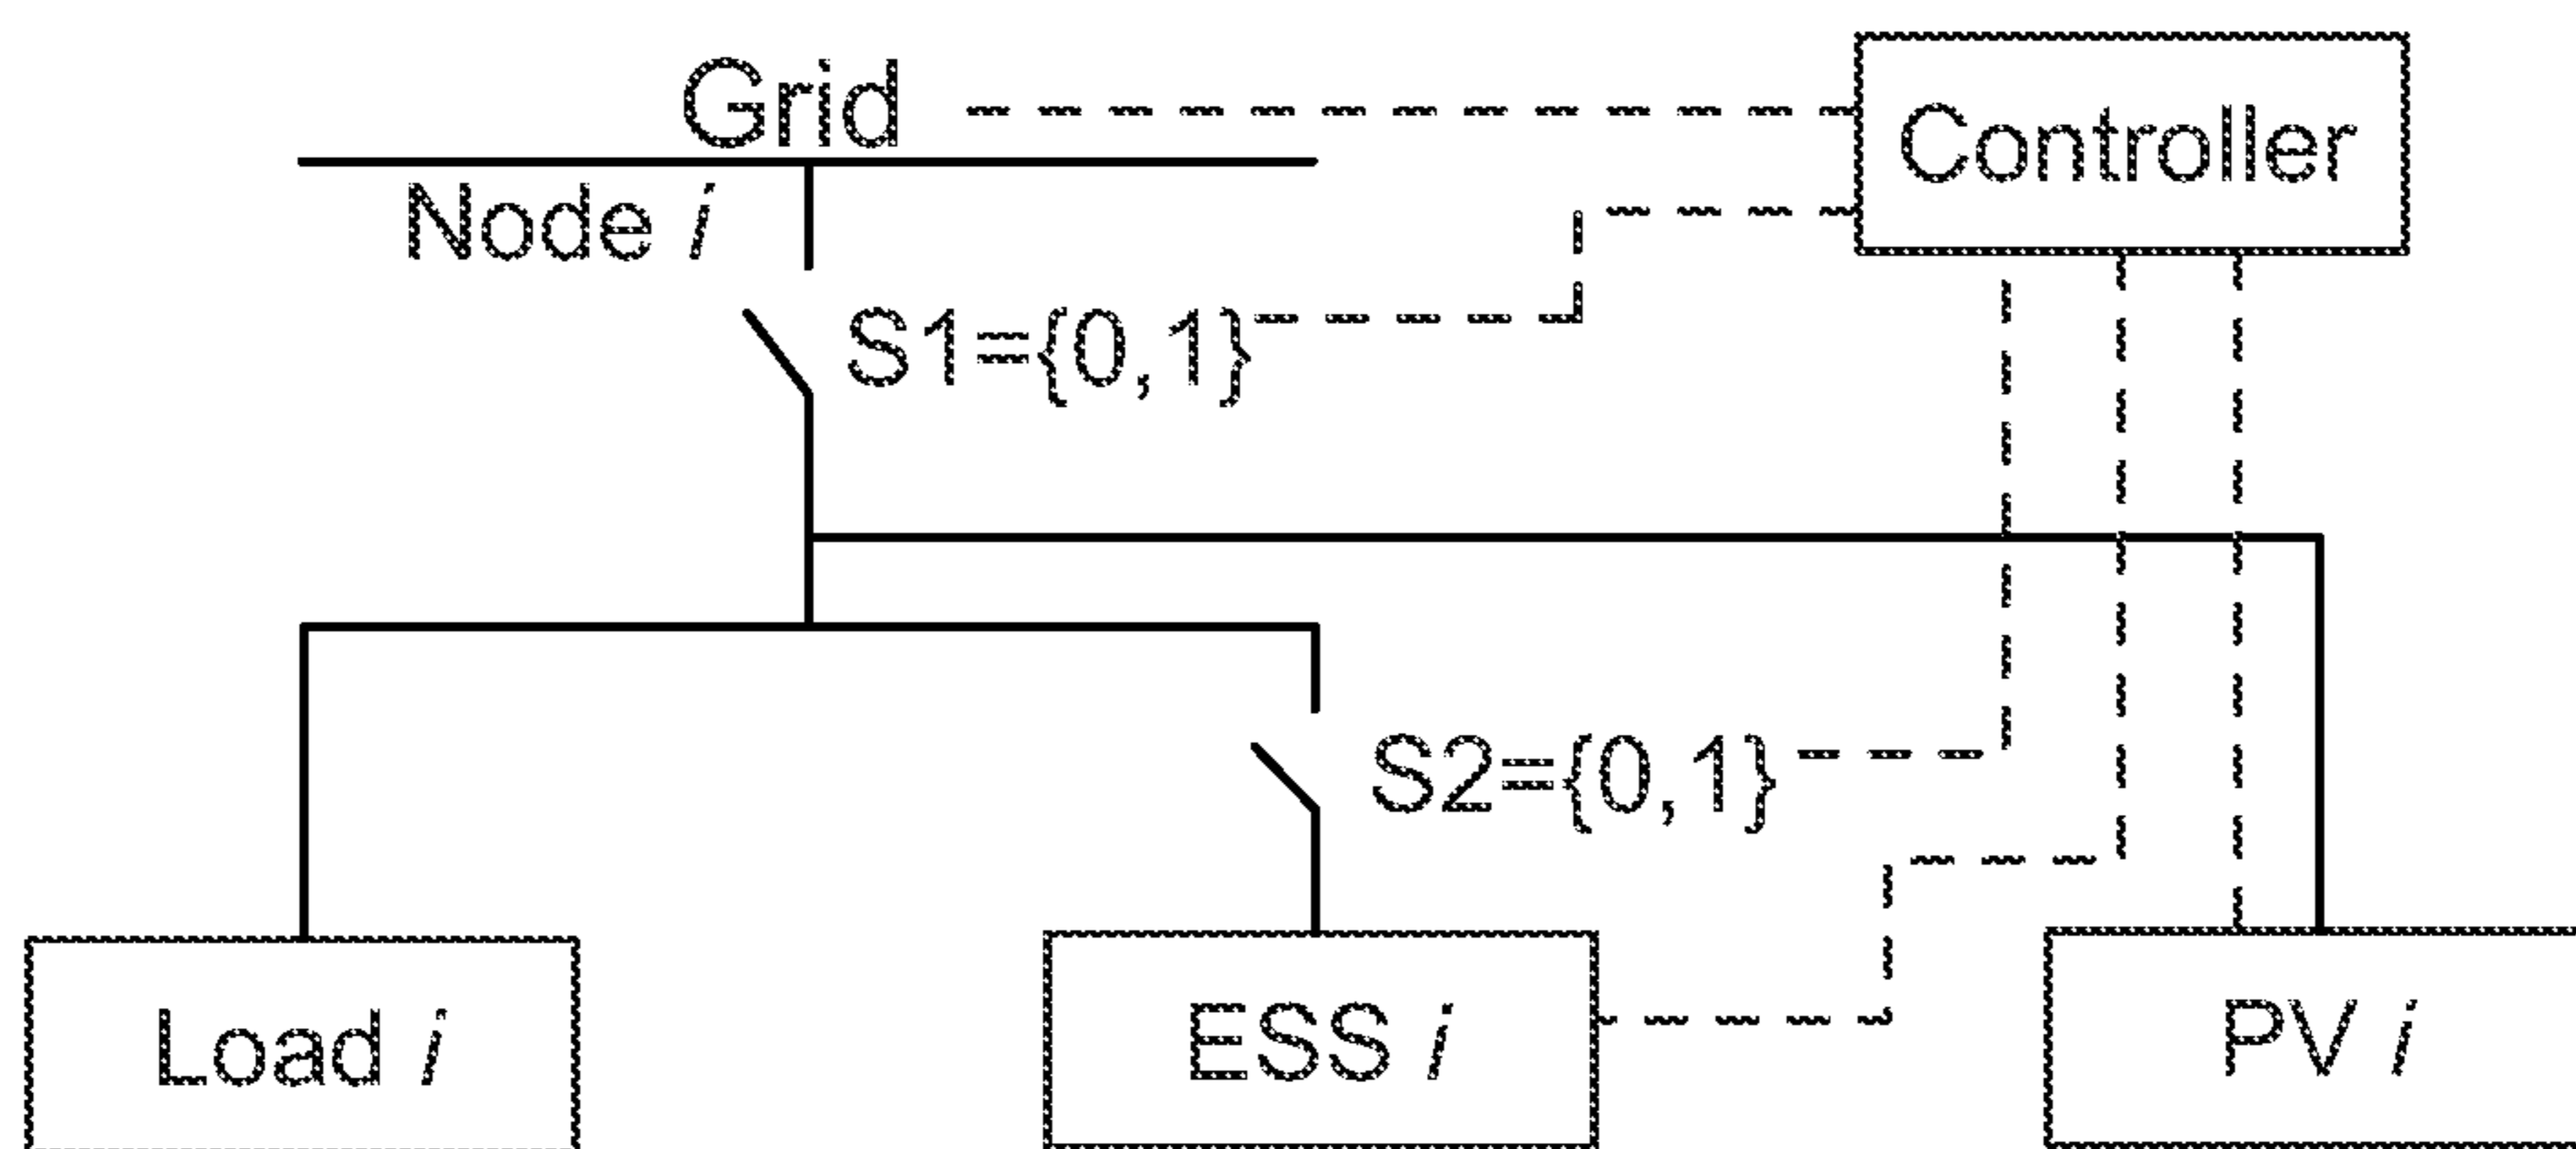 Grid
Controller
Node i
S1={0,1}
S2={0,1}
Load i
ESS i
PV i